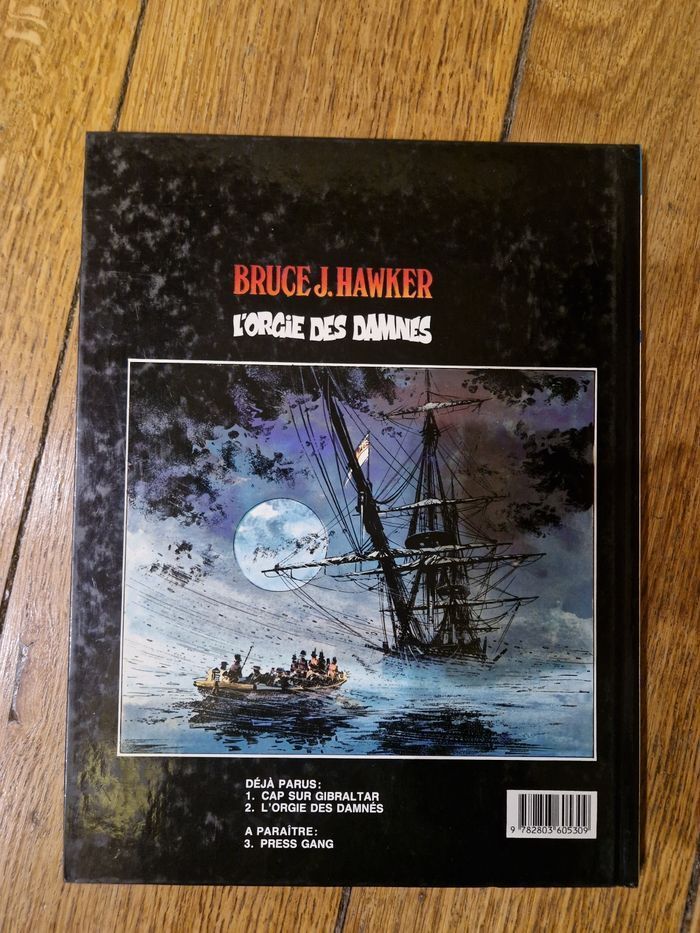 BRUCE J. HAWKER
L'ORGIE DES DAMNÉS
DÉJÀ PARUS:
1. CAP SUR GIBRALTAR
2. L'ORGIE DES DAMNÉS
A PARAÎTRE:
3. PRESS GANG
9 782803 605309